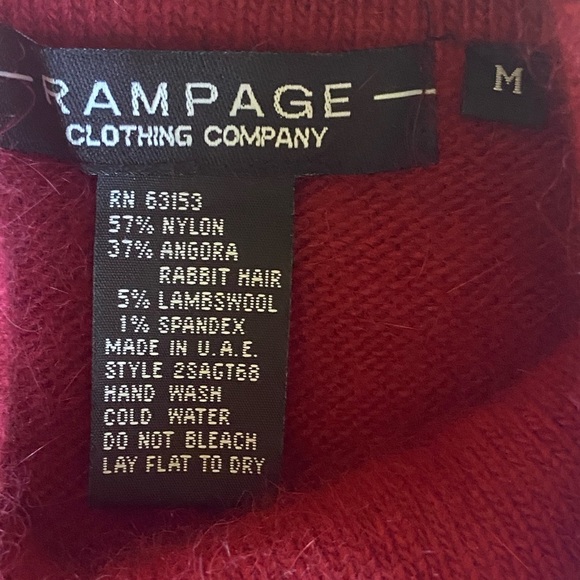 RAMPAGE
CLOTHING COMPANY
M
RN 63153
57% NYLON
37% ANGORA
RABBIT HAIR
5% LAMBSWOOL
1% SPANDEX
MADE IN U.A.E.
STYLE 2SAGT68
HAND WASH
COLD WATER
DO NOT BLEACH
LAY FLAT TO DRY